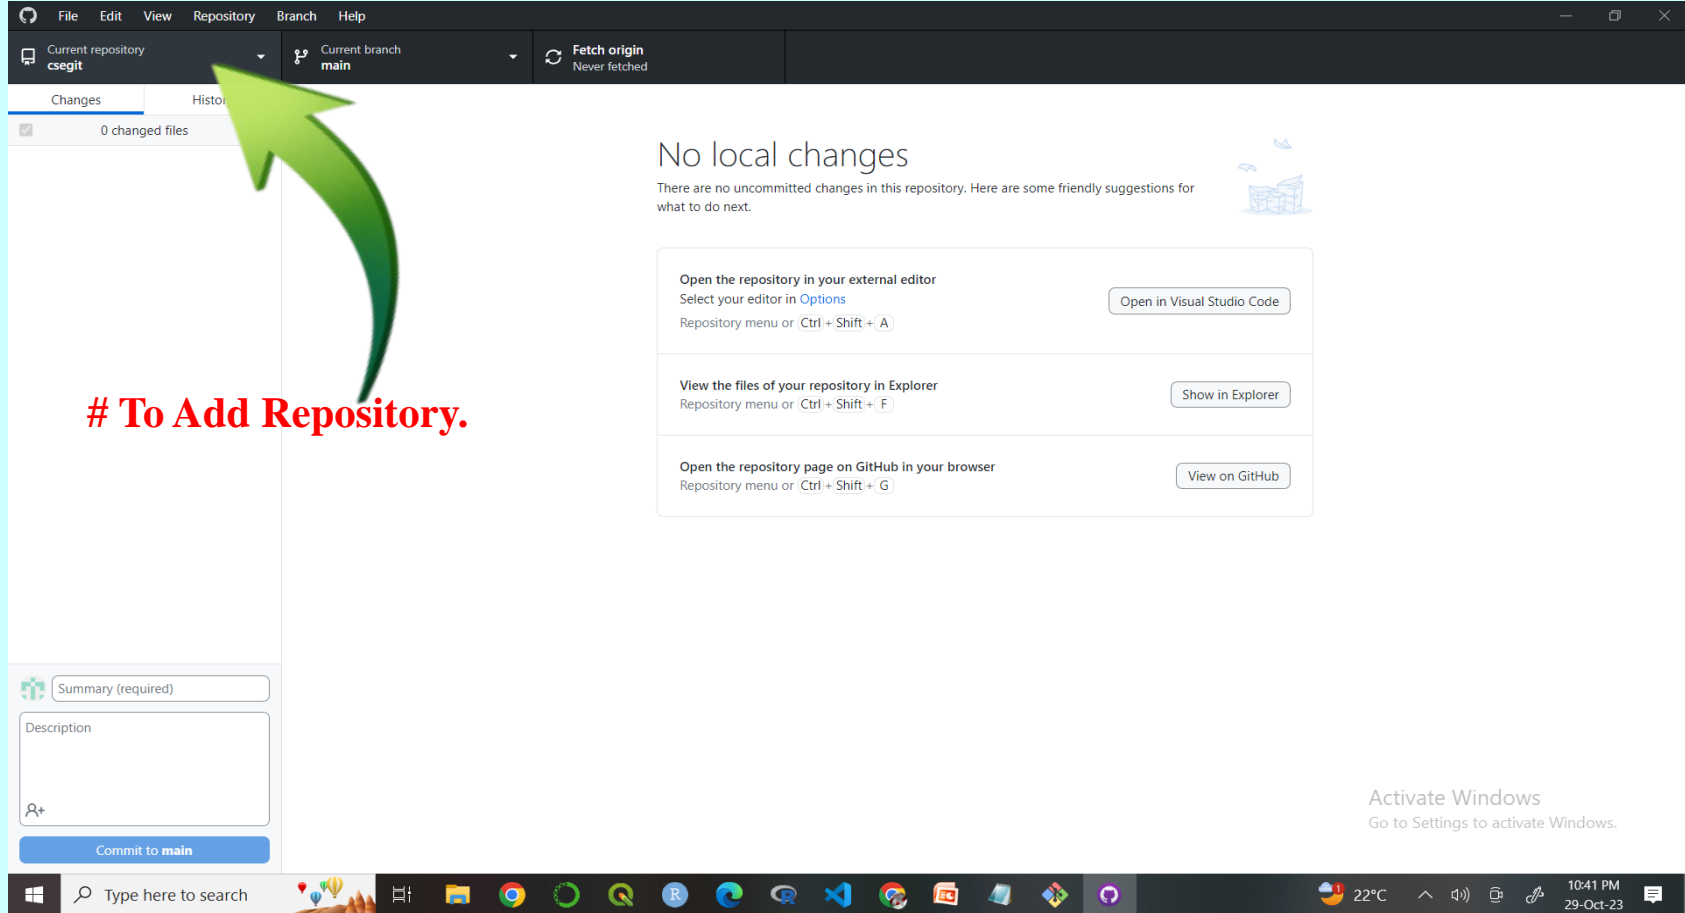 File Edit View Repository Branch Help
Current repository
csegit
Current branch
main
Fetch origin
Never fetched
Changes
0 changed files
No local changes
There are no uncommitted changes in this repository. Here are some friendly suggestions for
what to do next.
Open the repository in your external editor
Select your editor in Options
Repository menu or Ctrl + Shift + A
Open in Visual Studio Code
View the files of your repository in Explorer
Repository menu or Ctrl + Shift + F
Show in Explorer
Open the repository page on GitHub in your browser
Repository menu or Ctrl + Shift + G
View on GitHub
# To Add Repository.
Summary (required)
Description
Commit to main
Activate Windows
Go to Settings to activate Windows.
Type here to search
R
1
22°C
10:41 PM
29-Oct-23